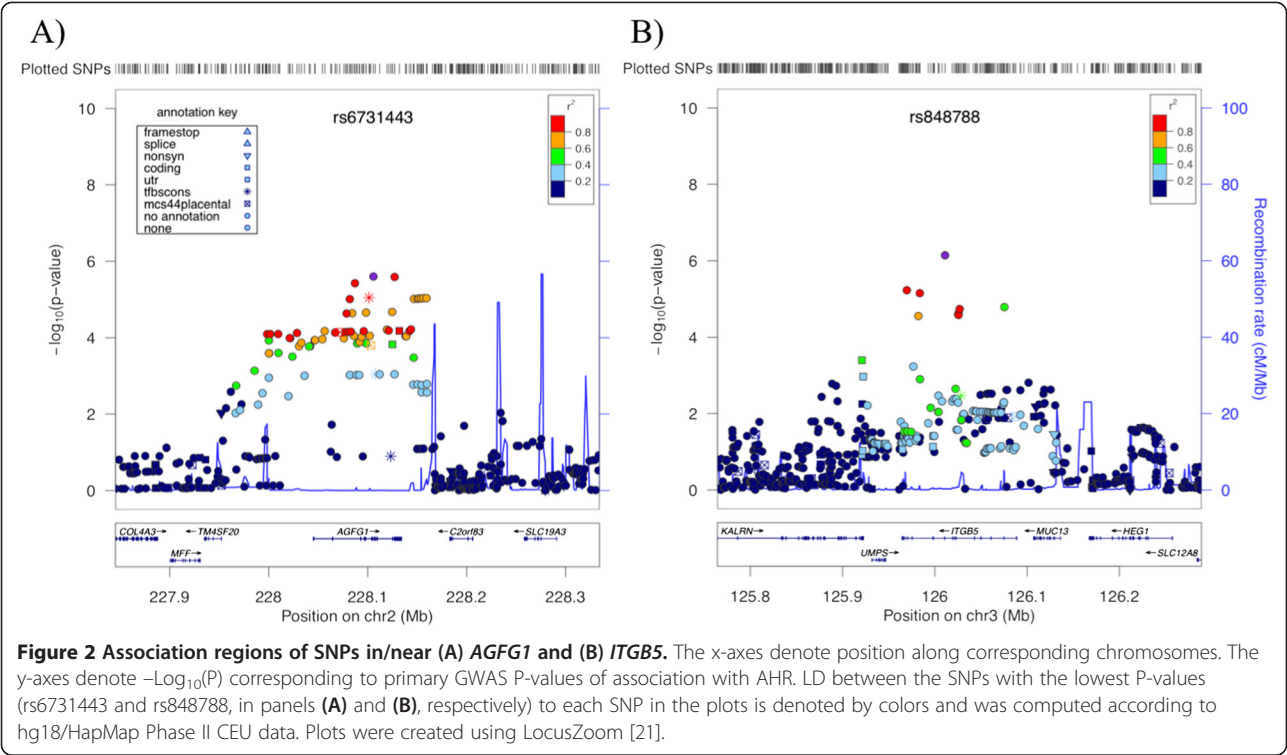 A)
Plotted SNPs
10
8
6
4
2
0
−log10(p-value)
annotation key
framestop
splice
nonsyn
coding
utr
tfbscons
mcs44placental
no annotation
none
rs6731443
r2
0.8
0.6
0.4
0.2
COL4A3
TM4SF20
AGFG1
C2orf83
SLC19A3
MFF
227.9
228
228.1
228.2
228.3
Position on chr2 (Mb)
B)
Plotted SNPs
10
8
6
4
2
0
−log10(p-value)
rs848788
r2
0.8
0.6
0.4
0.2
100
80
60
40
20
0
Recombination rate (cM/Mb)
KALRN
ITGB5
MUC13
HEG1
UMPS
SLC12A8
125.8
125.9
126
126.1
126.2
Position on chr3 (Mb)
Figure 2 Association regions of SNPs in/near (A) AGFG1 and (B) ITGB5. The x-axes denote position along corresponding chromosomes. The
y-axes denote –Log10(P) corresponding to primary GWAS P-values of association with AHR. LD between the SNPs with the lowest P-values
(rs6731443 and rs848788, in panels (A) and (B), respectively) to each SNP in the plots is denoted by colors and was computed according to
hg18/HapMap Phase II CEU data. Plots were created using LocusZoom [21].